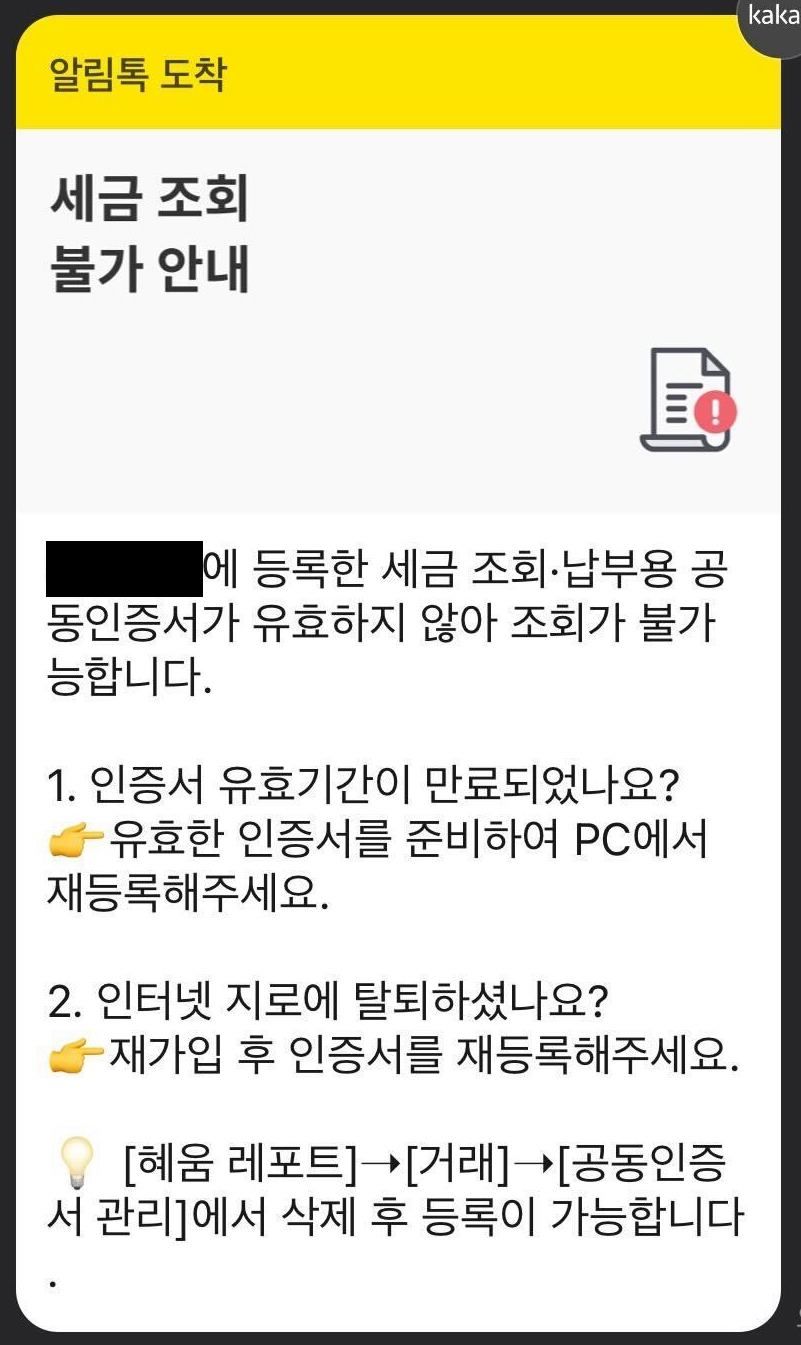 kaka
알림톡 도착
세금 조회
불가 안내
에 등록한 세금 조회·납부용 공
동인증서가 유효하지 않아 조회가 불가
능합니다.
1. 인증서 유효기간이 만료되었나요?
👉유효한 인증서를 준비하여 PC에서
재등록해주세요.
2. 인터넷 지로에 탈퇴하셨나요?
👉재가입 후 인증서를 재등록해주세요.
💡 [혜움 레포트]→[거래]→[공동인증
서 관리]에서 삭제 후 등록이 가능합니다
.